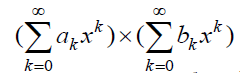 (∑_{k=0}^{∞} a_k x^k) × (∑_{k=0}^{∞} b_k x^k)